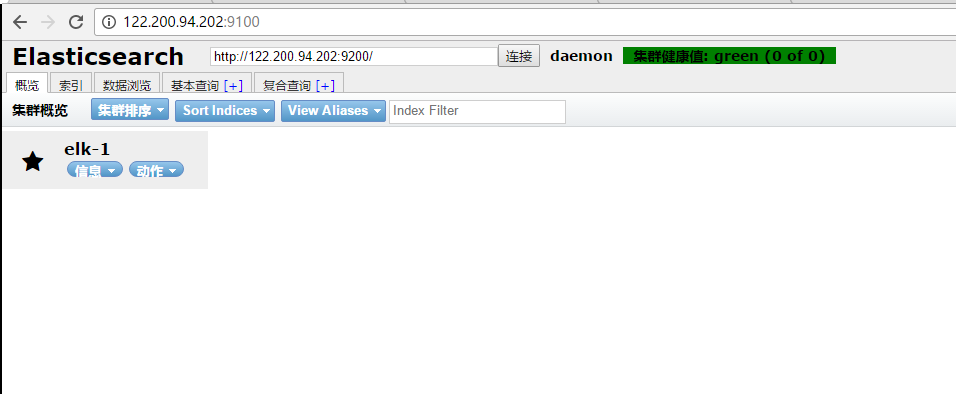 122.200.94.202:9100
Elasticsearch http://122.200.94.202:9200/ 连接 daemon 集群健康值: green (0 of 0)
概览 索引 数据浏览 基本查询 [+] 复合查询 [+]
集群概览 集群排序 Sort Indices View Aliases Index Filter
elk-1
信息 动作